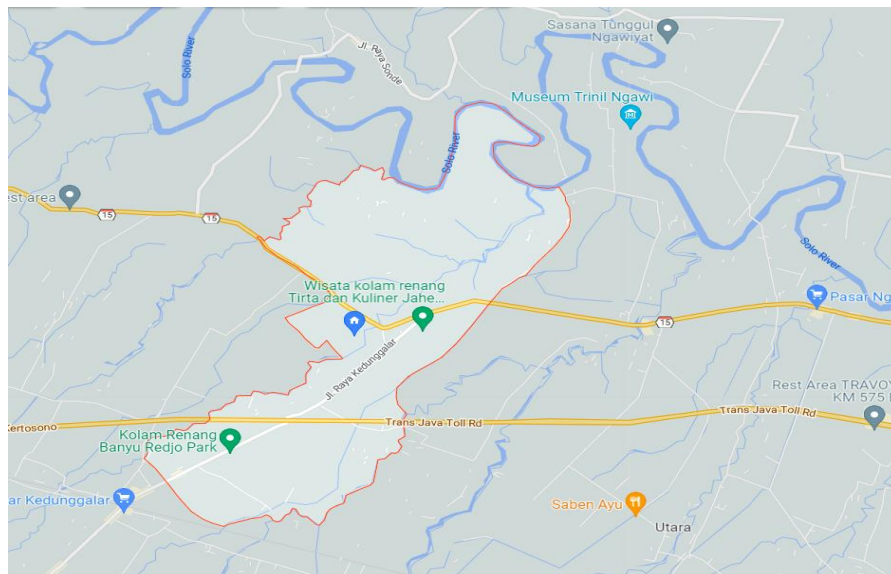 Sasana Tunggul
Ngawiyat
Solo River
Jl. Raya Sonde
Museum Trinil Ngawi
Solo River
est area
15
15
Solo River
Wisata kolam renang
Tirta dan Kuliner Jahe...
Pasar Ng
15
Jl. Raya Kedunggalar
Rest Area TRAVOY
KM 575
Kertosono
Trans Java Toll Rd
Trans Java Toll Rd
Kolam Renang
Banyu Redjo Park
ar Kedunggalar
Saben Ayu
Utara